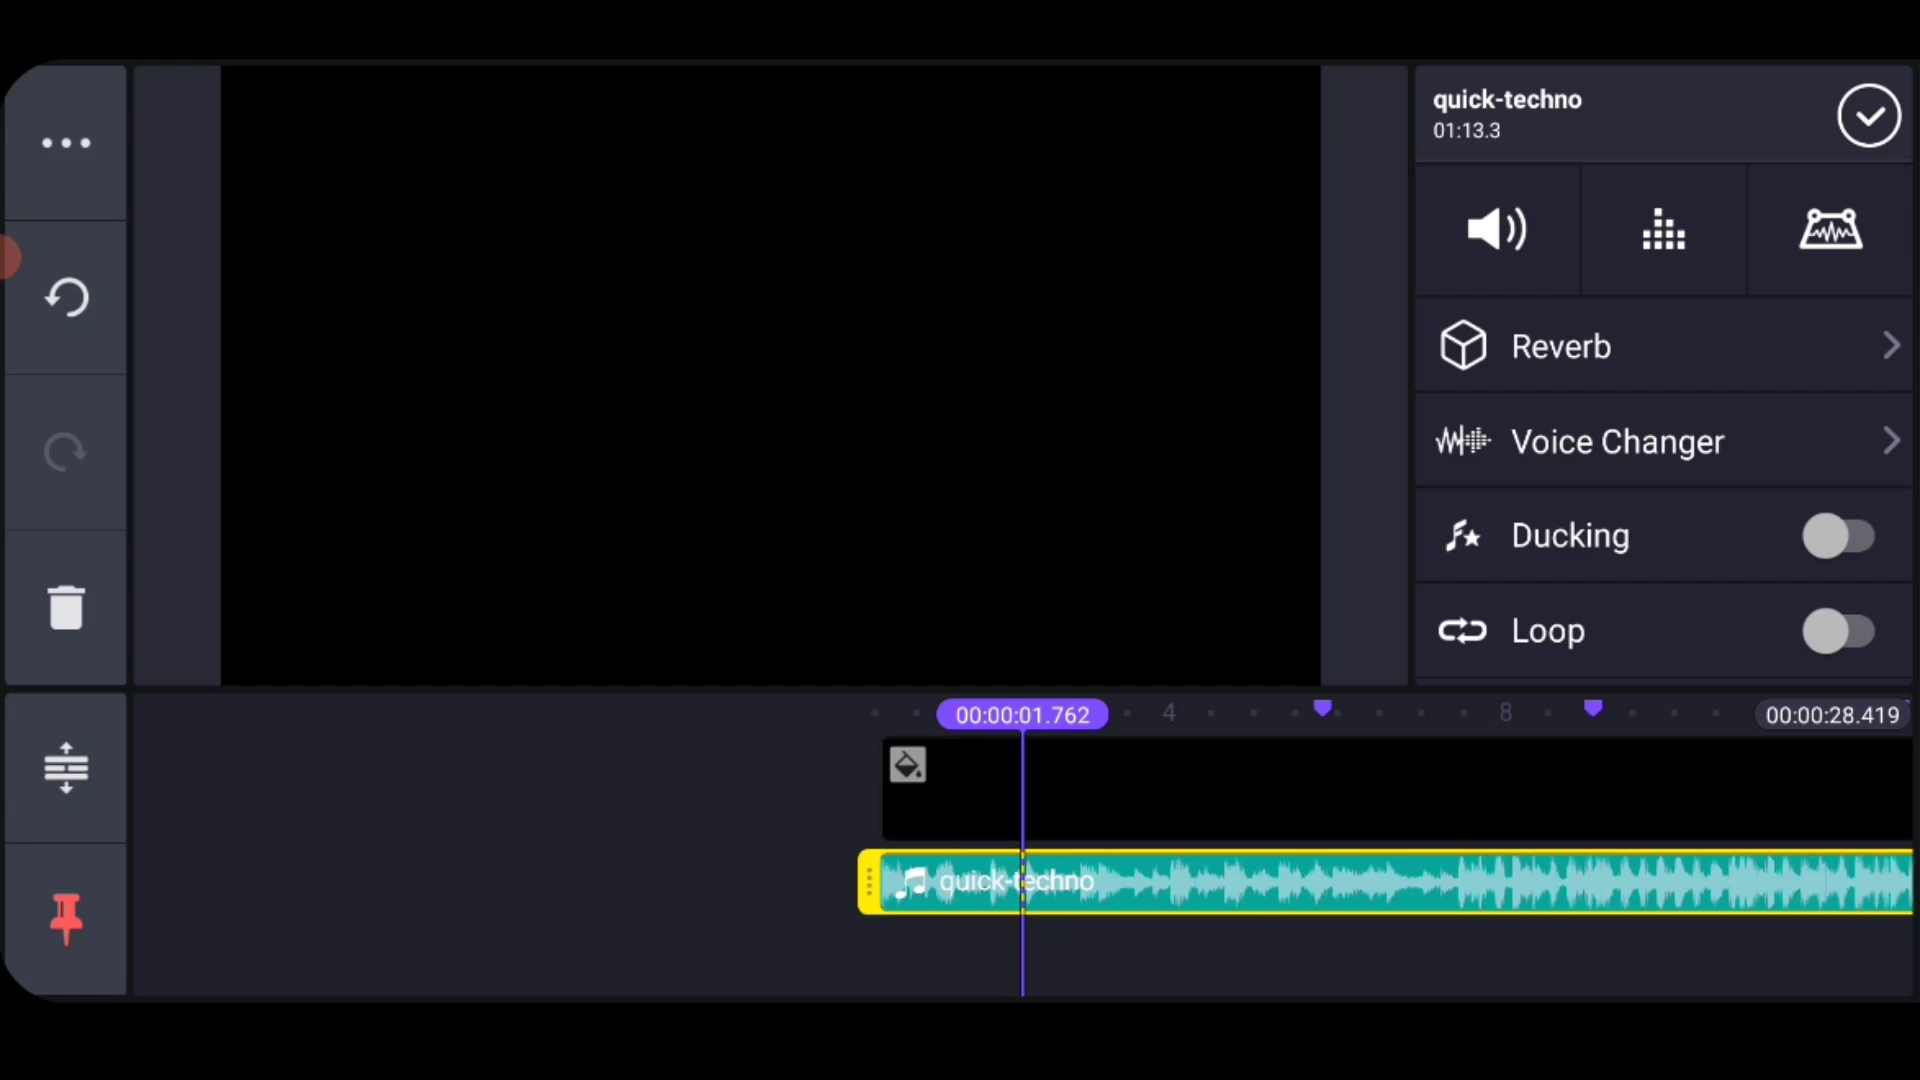 quick-techno
01:13.3
Reverb
Voice Changer
Ducking
Loop
00:00:01.762
4
8
00:00:28.419
quick-techno